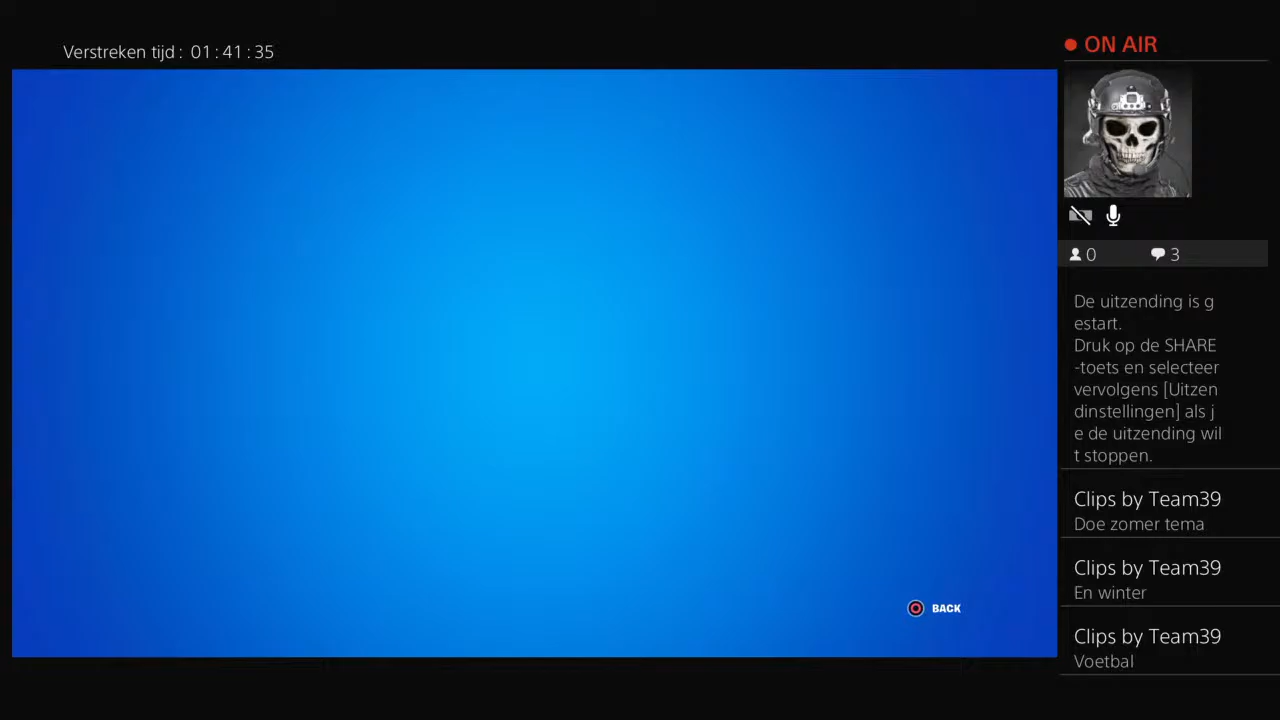 Verstreken tijd: 01:41:35
ON AIR
0
3
De uitzending is g
estart.
Druk op de SHARE
-toets en selecteer
vervolgens [Uitzen
dinstellingen] als j
e de uitzending wil
t stoppen.
Clips by Team39
Doe zomer tema
Clips by Team39
En winter
Clips by Team39
Voetbal
BACK